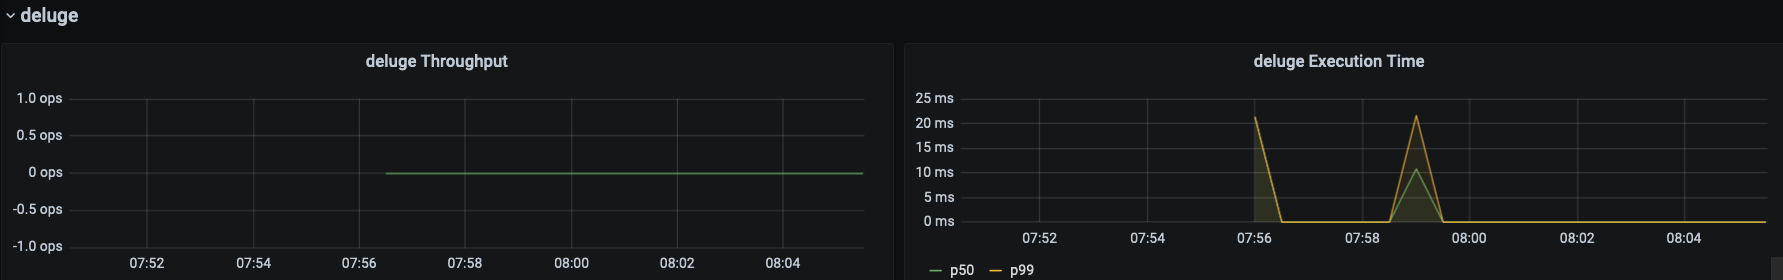 deluge
deluge Throughput
1.0 ops
0.5 ops
0 ops
-0.5 ops
-1.0 ops
07:52 07:54 07:56 07:58 08:00 08:02 08:04
deluge Execution Time
25 ms
20 ms
15 ms
10 ms
5 ms
0 ms
07:52 07:54 07:56 07:58 08:00 08:02 08:04
p50 p99